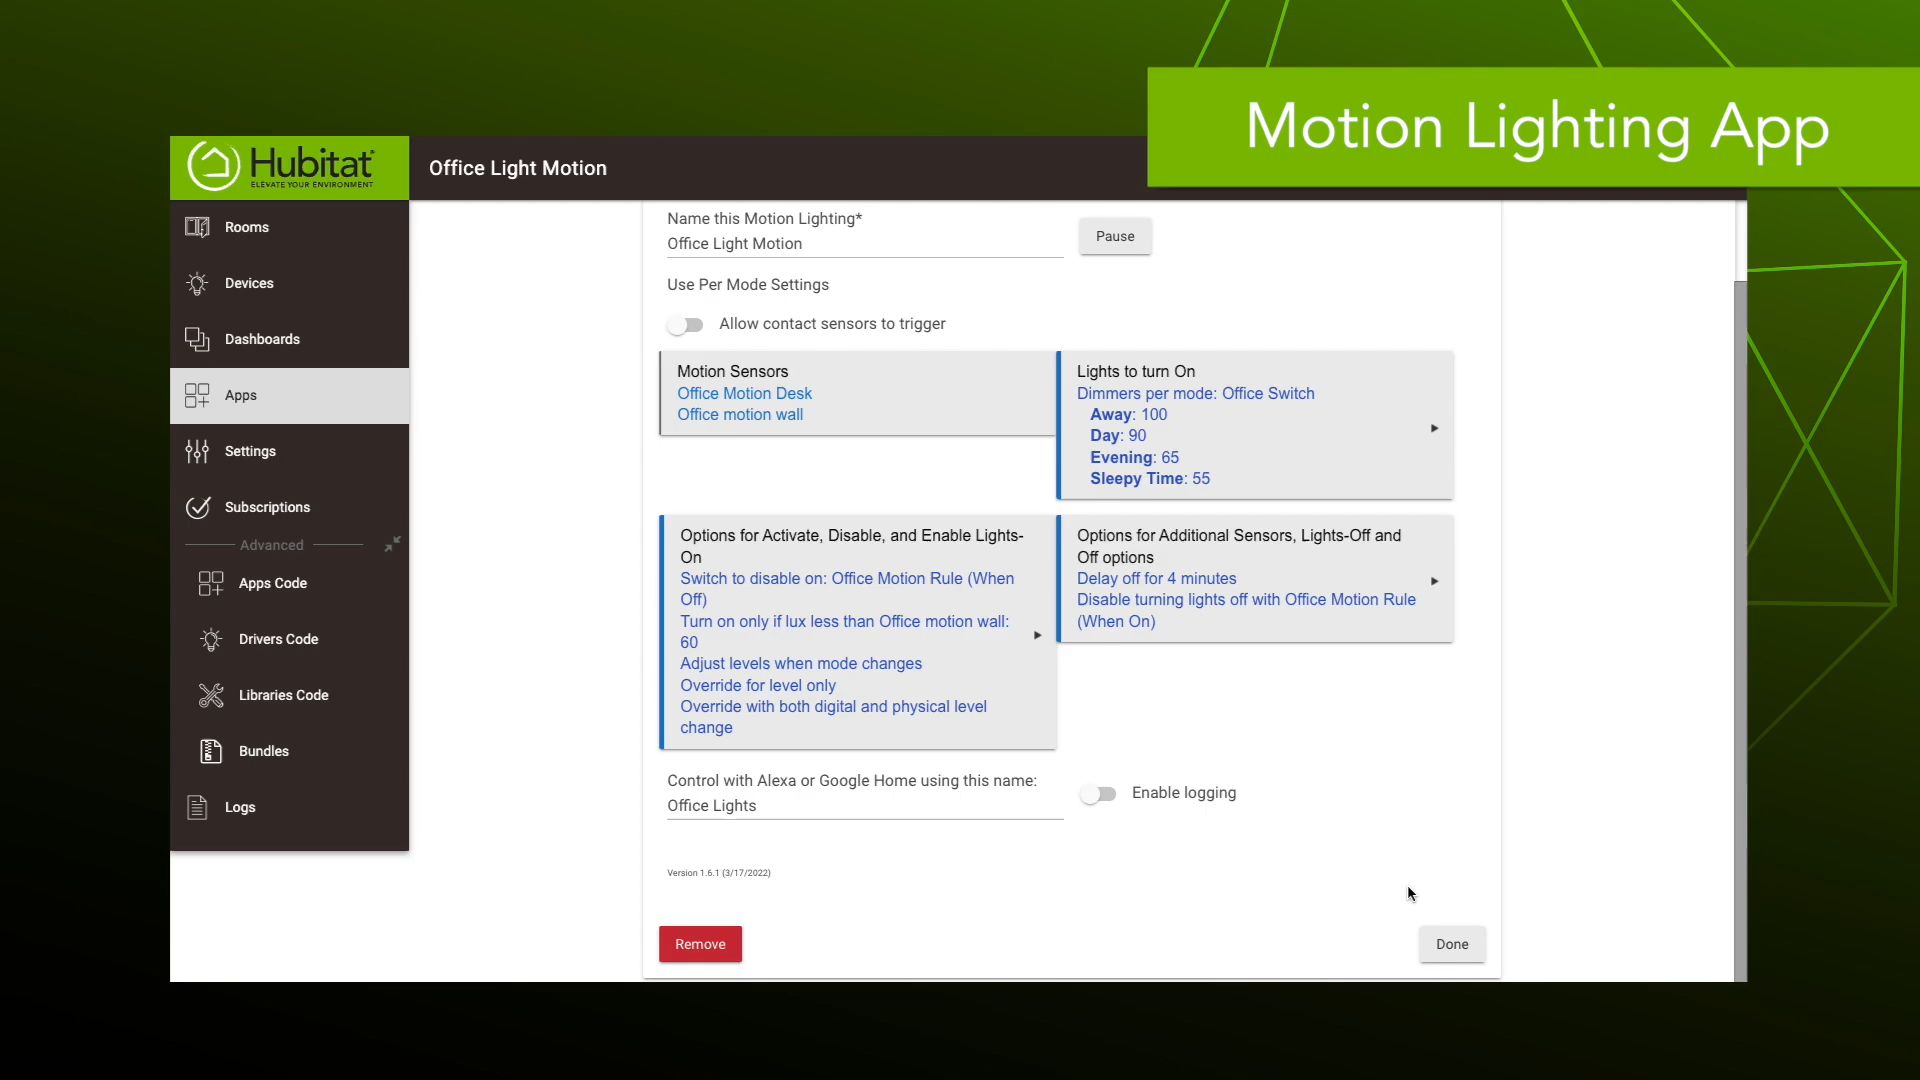 Motion Lighting App
Hubitat
ELEVATE YOUR ENVIRONMENT
Office Light Motion
Rooms
Devices
Dashboards
Apps
Settings
Subscriptions
Advanced
Apps Code
Drivers Code
Libraries Code
Bundles
Logs
Name this Motion Lighting*
Office Light Motion
Pause
Use Per Mode Settings
Allow contact sensors to trigger
Motion Sensors
Office Motion Desk
Office motion wall
Lights to turn On
Dimmers per mode: Office Switch
Away: 100
Day: 90
Evening: 65
Sleepy Time: 55
Options for Activate, Disable, and Enable Lights-
On
Switch to disable on: Office Motion Rule (When
Off)
Turn on only if lux less than Office motion wall:
60
Adjust levels when mode changes
Override for level only
Override with both digital and physical level
change
Options for Additional Sensors, Lights-Off and
Off options
Delay off for 4 minutes
Disable turning lights off with Office Motion Rule
(When On)
Control with Alexa or Google Home using this name:
Office Lights
Enable logging
Version 1.6.1 (3/17/2022)
Remove
Done